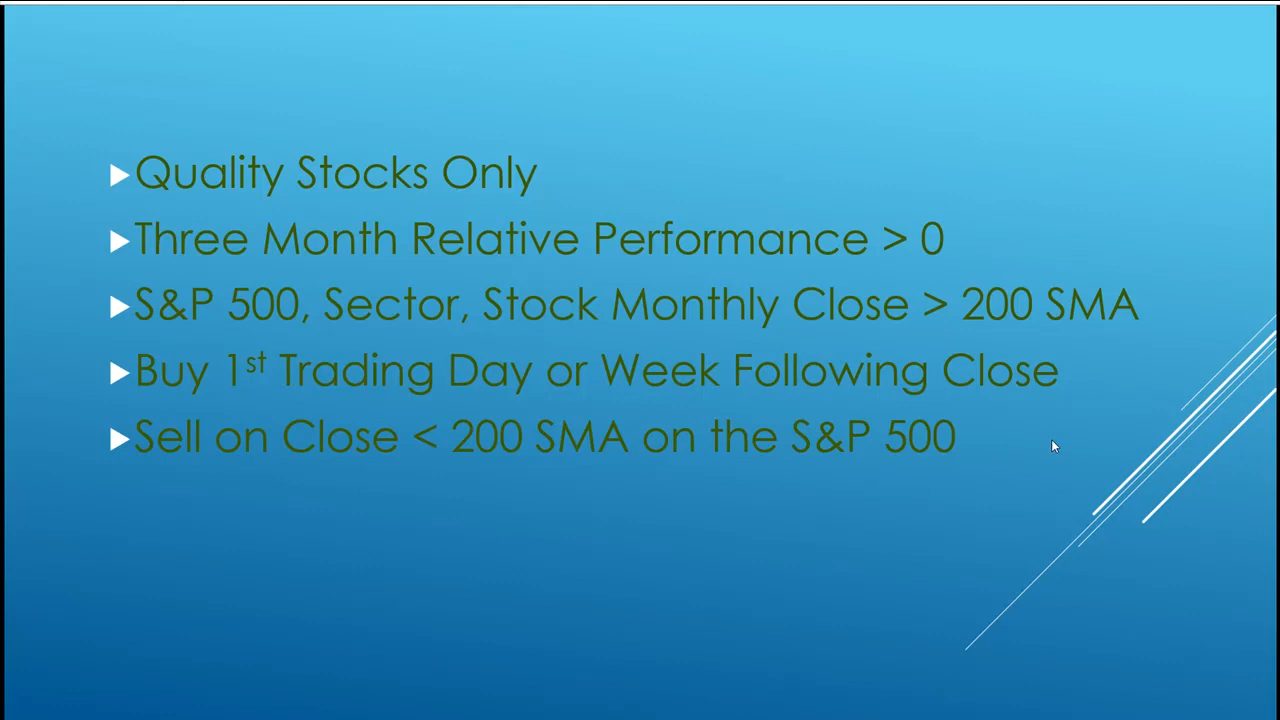 Quality Stocks Only
Three Month Relative Performance > 0
S&P 500, Sector, Stock Monthly Close > 200 SMA
Buy 1st Trading Day or Week Following Close
Sell on Close < 200 SMA on the S&P 500